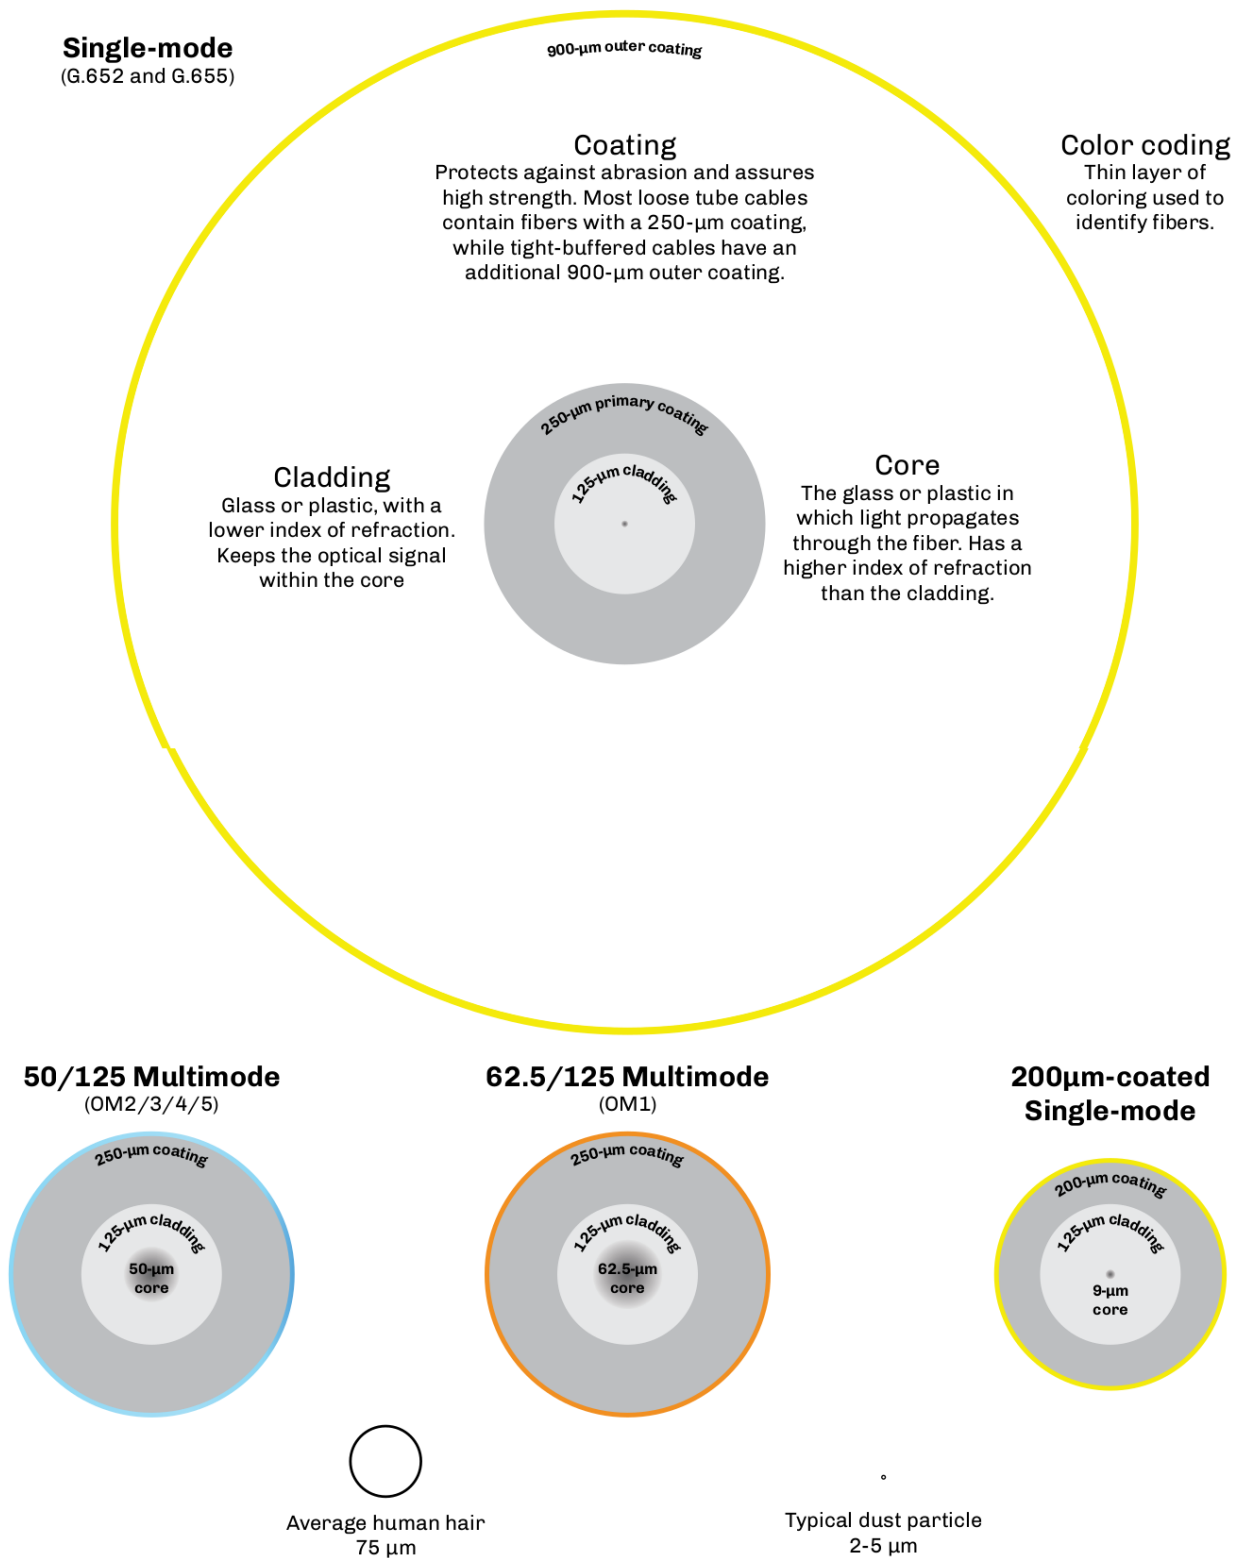 Single-mode
(G.652 and G.655)
900-µm outer coating
Coating
Protects against abrasion and assures
high strength. Most loose tube cables
contain fibers with a 250-µm coating,
while tight-buffered cables have an
additional 900-µm outer coating.
Color coding
Thin layer of
coloring used to
identify fibers.
250-µm primary coating
125-µm cladding
Cladding
Glass or plastic, with a
lower index of refraction.
Keeps the optical signal
within the core
Core
The glass or plastic in
which light propagates
through the fiber. Has a
higher index of refraction
than the cladding.
50/125 Multimode
(OM2/3/4/5)
250-µm coating
125-µm cladding
50-µm
core
62.5/125 Multimode
(OM1)
250-µm coating
125-µm cladding
62.5-µm
core
200µm-coated
Single-mode
200-µm coating
125-µm cladding
9-µm
core
Average human hair
75 µm
Typical dust particle
2-5 µm